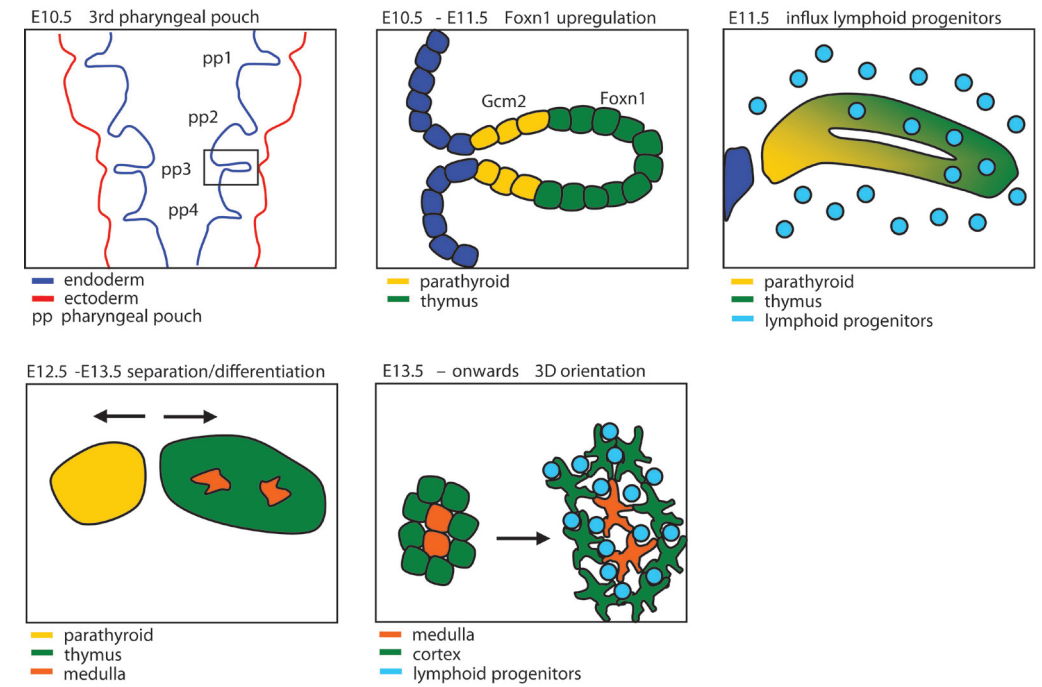 E10.5 3rd pharyngeal pouch
pp1
pp2
pp3
pp4
endoderm
ectoderm
pp pharyngeal pouch
E10.5 - E11.5 Foxn1 upregulation
Gcm2 Foxn1
parathyroid
thymus
E11.5 influx lymphoid progenitors
parathyroid
thymus
lymphoid progenitors
E12.5 -E13.5 separation/differentiation
parathyroid
thymus
medulla
E13.5 – onwards 3D orientation
medulla
cortex
lymphoid progenitors